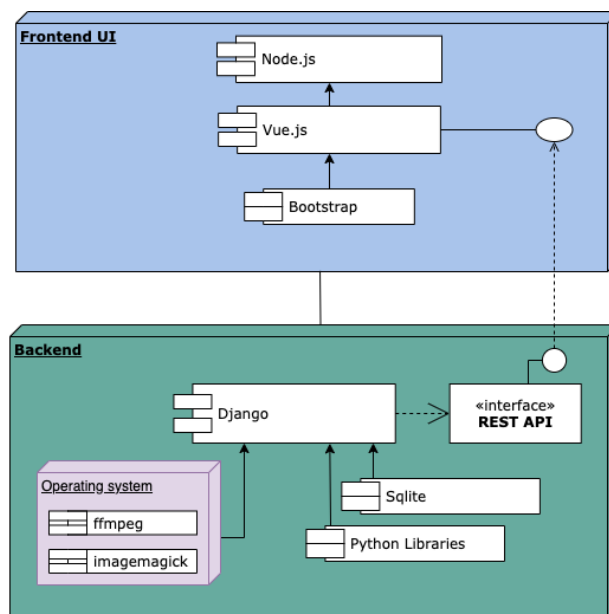 Frontend UI
Node.js
Vue.js
Bootstrap
Backend
Django
«interface»
REST API
Operating system
ffmpeg
imagemagick
Sqlite
Python Libraries